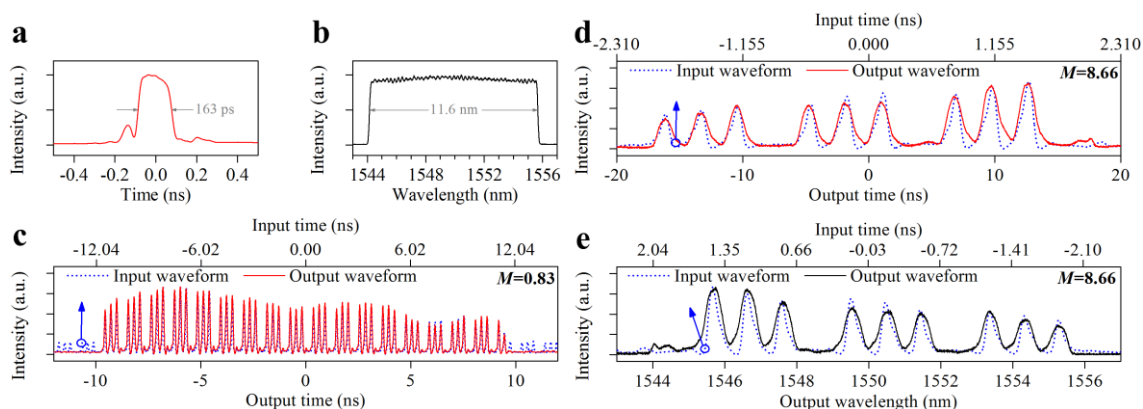 a
Intensity (a.u.)
163 ps
-0.4 -0.2 0.0 0.2 0.4
Time (ns)
b
Intensity (a.u.)
11.6 nm
1544 1548 1552 1556
Wavelength (nm)
Input time (ns)
d
-2.310 -1.155 0.000 1.155 2.310
Intensity (a.u.)
Input waveform Output waveform M=8.66
-20 -10 0 10 20
Output time (ns)
Input time (ns)
c
-12.04 -6.02 0.00 6.02 12.04
Intensity (a.u.)
Input waveform Output waveform M=0.83
-10 -5 0 5 10
Output time (ns)
Input time (ns)
e
2.04 1.35 0.66 -0.03 -0.72 -1.41 -2.10
Intensity (a.u.)
Input waveform Output waveform M=8.66
1544 1546 1548 1550 1552 1554 1556
Output wavelength (nm)